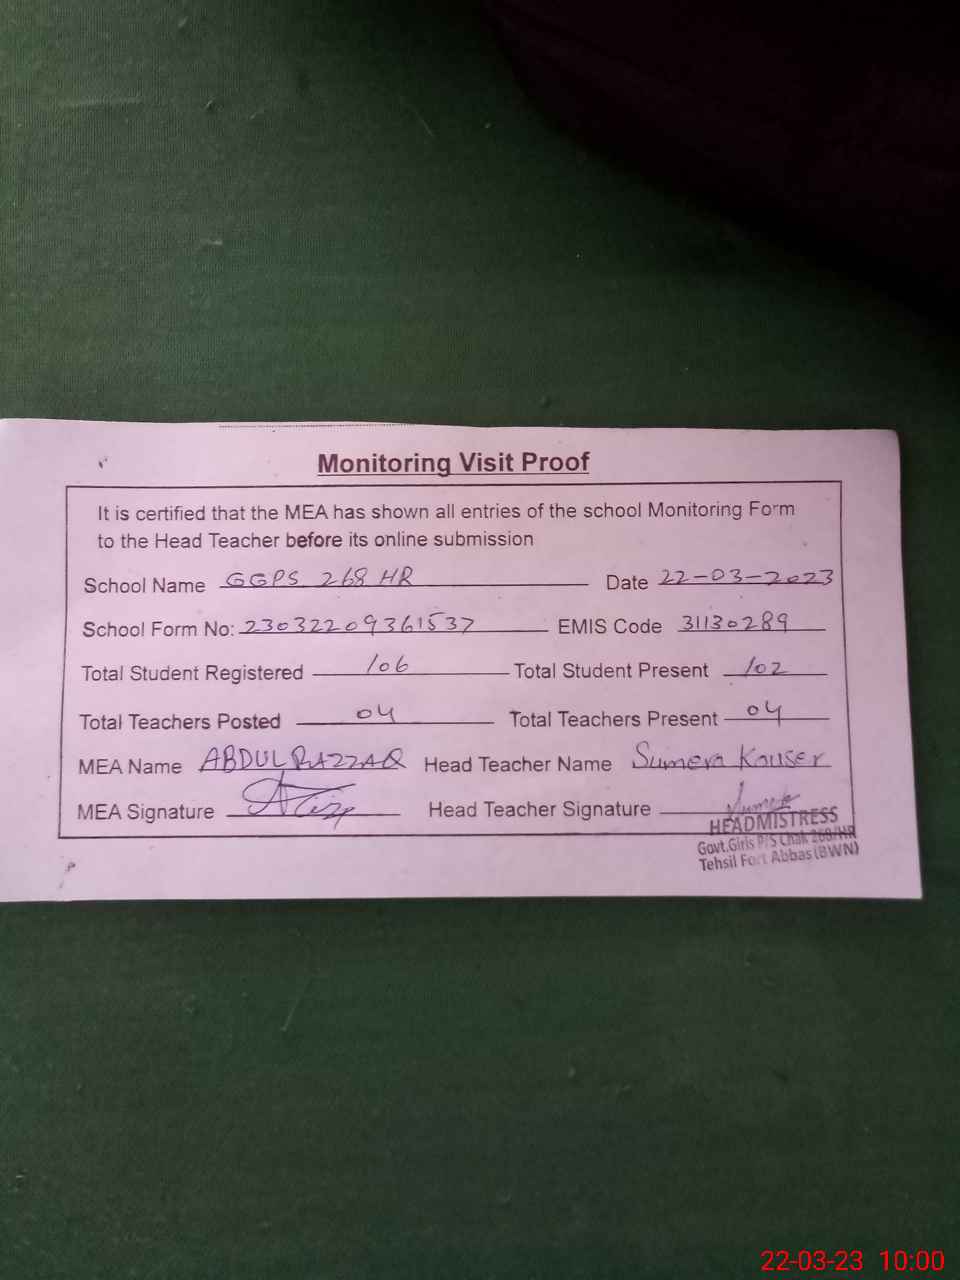 Monitoring Visit Proof
It is certified that the MEA has shown all entries of the school Monitoring Form
to the Head Teacher before its online submission
School Name GGPS 268 HR Date 22-03-2023
School Form No: 23032209361537 EMIS Code 31130289
Total Student Registered 106 Total Student Present 102
Total Teachers Posted 04 Total Teachers Present 04
MEA Name ABDUL RAZZAQ Head Teacher Name Sumera Kouser
MEA Signature Head Teacher Signature
HEADMISTRESS
Govt.Girls P/S Chak 268/HR
Tehsil Fort Abbas (BWN)
22-03-23 10:00